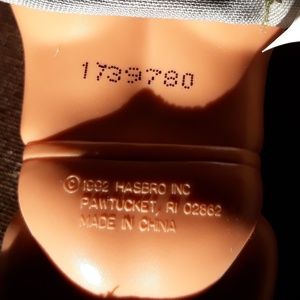 1739780
© 1992 HASBRO INC
PAWTUCKET, RI 02862
MADE IN CHINA